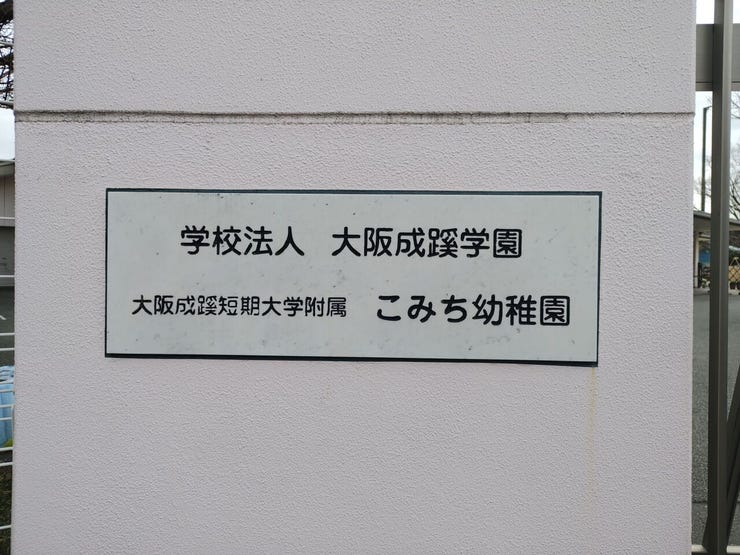 学校法人 大阪成蹊学園
大阪成蹊短期大学附属 こみち幼稚園